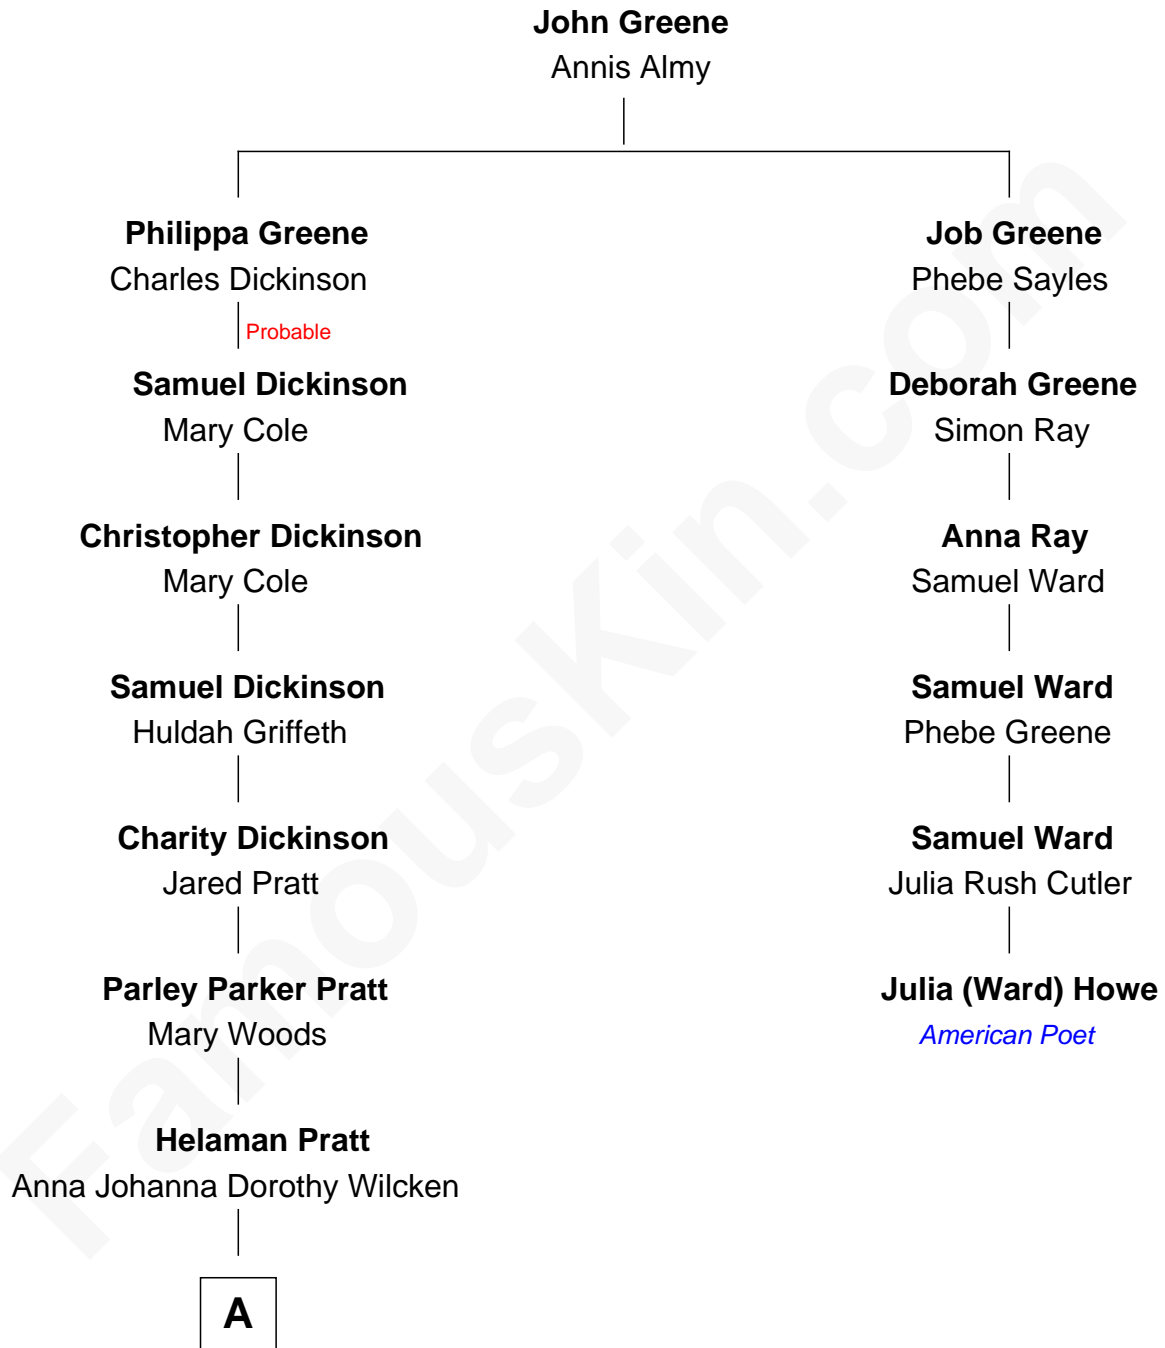 John Greene
Annis Almy
Philippa Greene
Charles Dickinson
Probable
Samuel Dickinson
Mary Cole
Christopher Dickinson
Mary Cole
Samuel Dickinson
Huldah Griffeth
Charity Dickinson
Jared Pratt
Parley Parker Pratt
Mary Woods
Helaman Pratt
Anna Johanna Dorothy Wilcken
A
Job Greene
Phebe Sayles
Deborah Greene
Simon Ray
Anna Ray
Samuel Ward
Samuel Ward
Phebe Greene
Samuel Ward
Julia Rush Cutler
Julia (Ward) Howe
American Poet
FamousKin.com